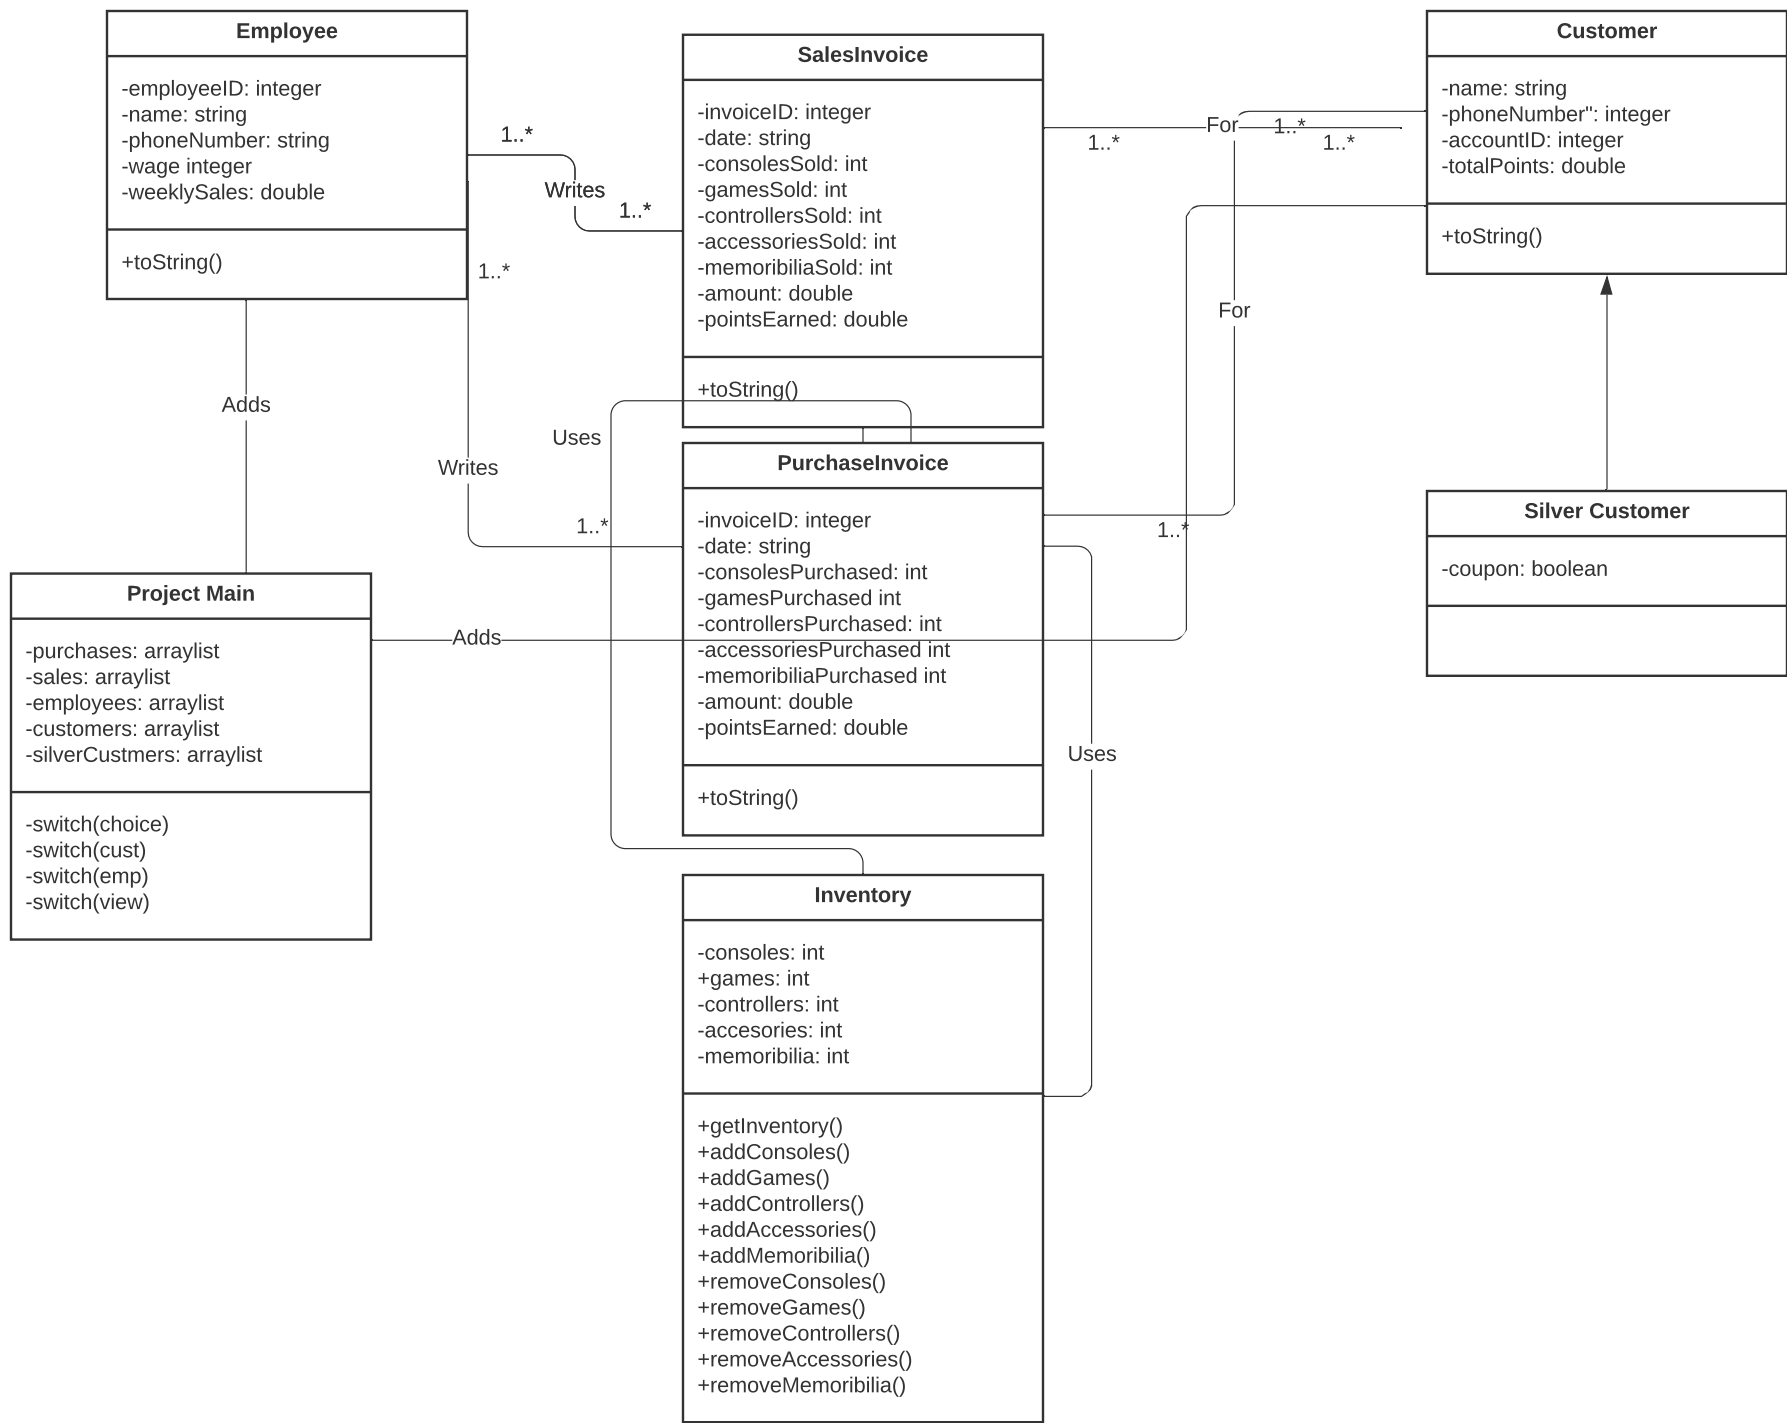 Employee
-employeeID: integer
-name: string
-phoneNumber: string
-wage integer
-weeklySales: double
+toString()
SalesInvoice
-invoiceID: integer
-date: string
-consolesSold: int
-gamesSold: int
-controllersSold: int
-accessoriesSold: int
-memoribiliaSold: int
-amount: double
-pointsEarned: double
+toString()
Customer
-name: string
-phoneNumber": integer
-accountID: integer
-totalPoints: double
+toString()
1..*
Writes
1..*
1..*
For
1..*
1..*
1..*
For
Adds
Uses
Writes
1..*
1..*
Adds
Uses
PurchaseInvoice
-invoiceID: integer
-date: string
-consolesPurchased: int
-gamesPurchased int
-controllersPurchased: int
-accessoriesPurchased int
-memoribiliaPurchased int
-amount: double
-pointsEarned: double
+toString()
Silver Customer
-coupon: boolean
Project Main
-purchases: arraylist
-sales: arraylist
-employees: arraylist
-customers: arraylist
-silverCustmers: arraylist
-switch(choice)
-switch(cust)
-switch(emp)
-switch(view)
Inventory
-consoles: int
+games: int
-controllers: int
-accesories: int
-memoribilia: int
+getInventory()
+addConsoles()
+addGames()
+addControllers()
+addAccessories()
+addMemoribilia()
+removeConsoles()
+removeGames()
+removeControllers()
+removeAccessories()
+removeMemoribilia()